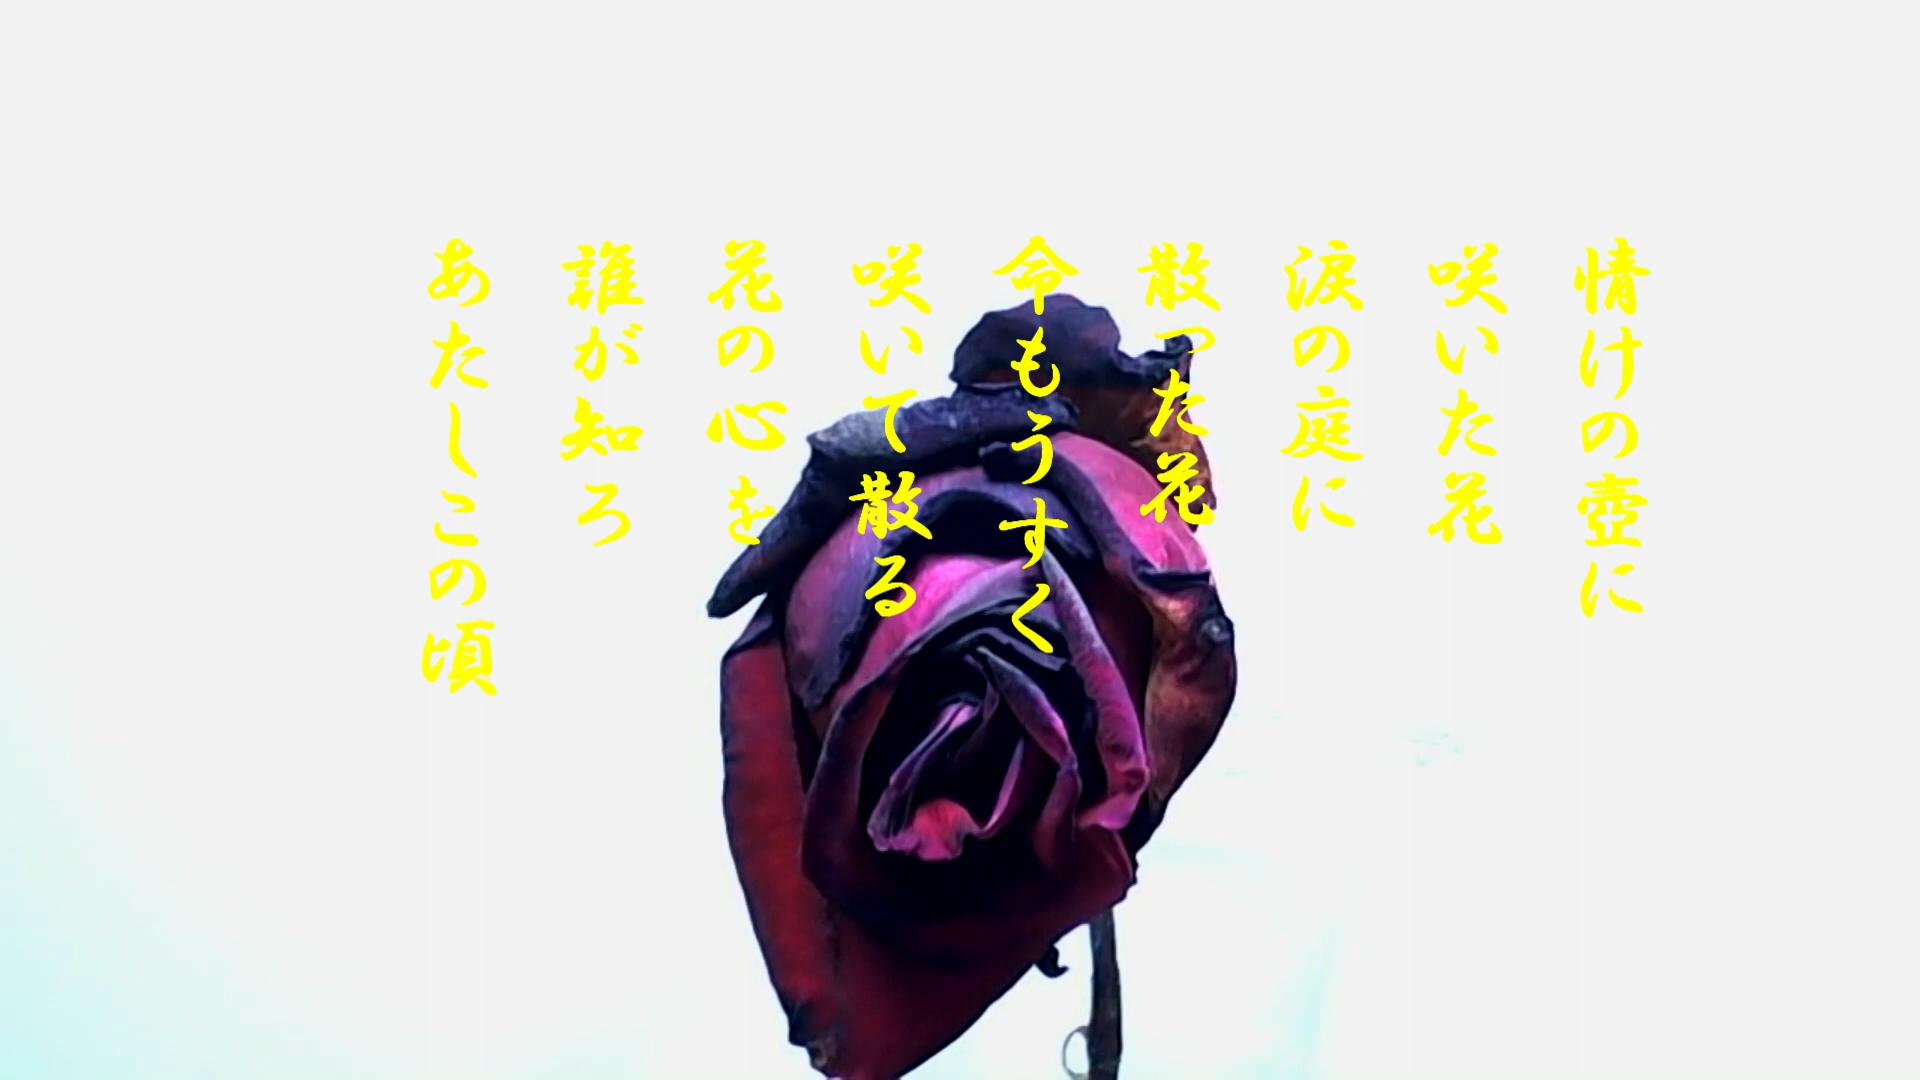 情けの壺に
咲いた花
涙の庭に
散った花
命もうすく
咲いて散る
花の心を
誰が知ろ
あたしこの頃